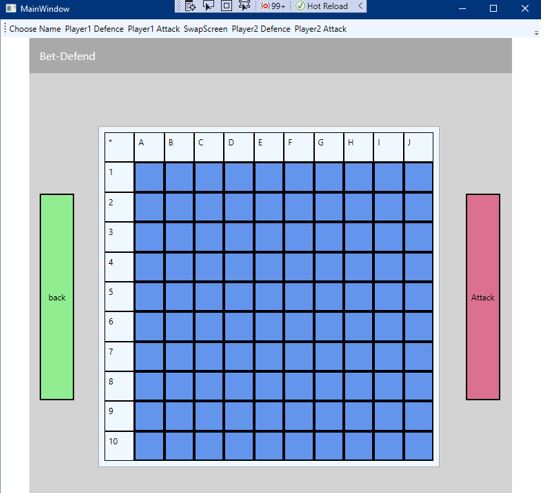 MainWindow
99+ Hot Reload
Choose Name Player1 Defence Player1 Attack SwapScreen Player2 Defence Player2 Attack
Bet-Defend
* A B C D E F G H I J
1
2
3
4
5
6
7
8
9
10
back
Attack